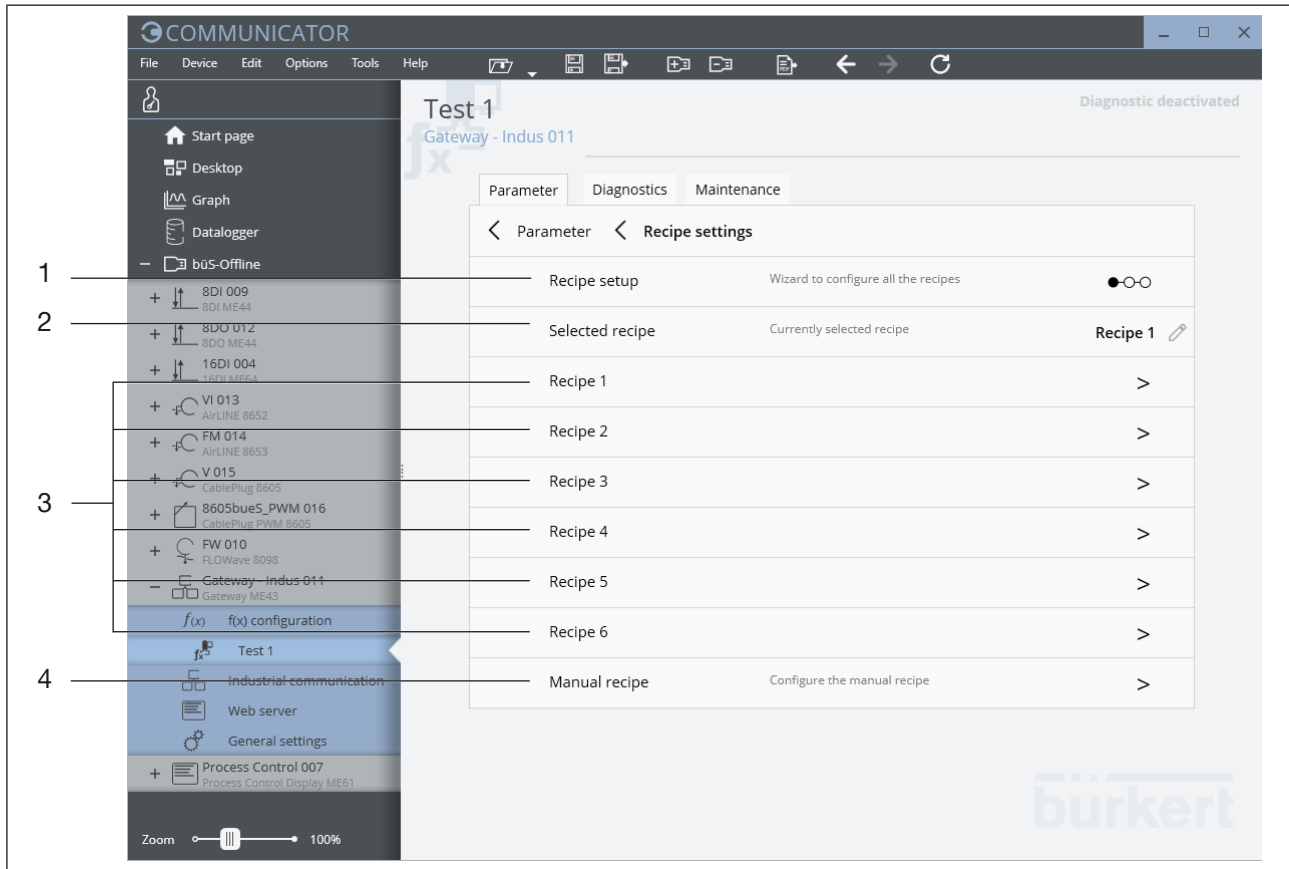 COMMUNICATOR
File Device Edit Options Tools Help
Start page
Desktop
Graph
Datalogger
büS-Offline
8DI 009
8DI ME44
8DO 012
8DO ME44
16DI 004
16DI ME64
VI 013
AirLINE 8652
FM 014
AirLINE 8653
V 015
CablePlug 8605
8605bueS_PWM 016
CablePlug PWM 8605
FW 010
FLOWave 8098
Gateway - Indus 011
Gateway ME43
f(x) f(x) configuration
fx Test 1
Industrial communication
Web server
General settings
Process Control 007
Process Control Display ME61
Zoom 100%
Test 1
Gateway - Indus 011
Diagnostic deactivated
Parameter Diagnostics Maintenance
< Parameter < Recipe settings
1 Recipe setup Wizard to configure all the recipes
2 Selected recipe Currently selected recipe Recipe 1
3
Recipe 1 >
Recipe 2 >
Recipe 3 >
Recipe 4 >
Recipe 5 >
Recipe 6 >
4 Manual recipe Configure the manual recipe >
burkert